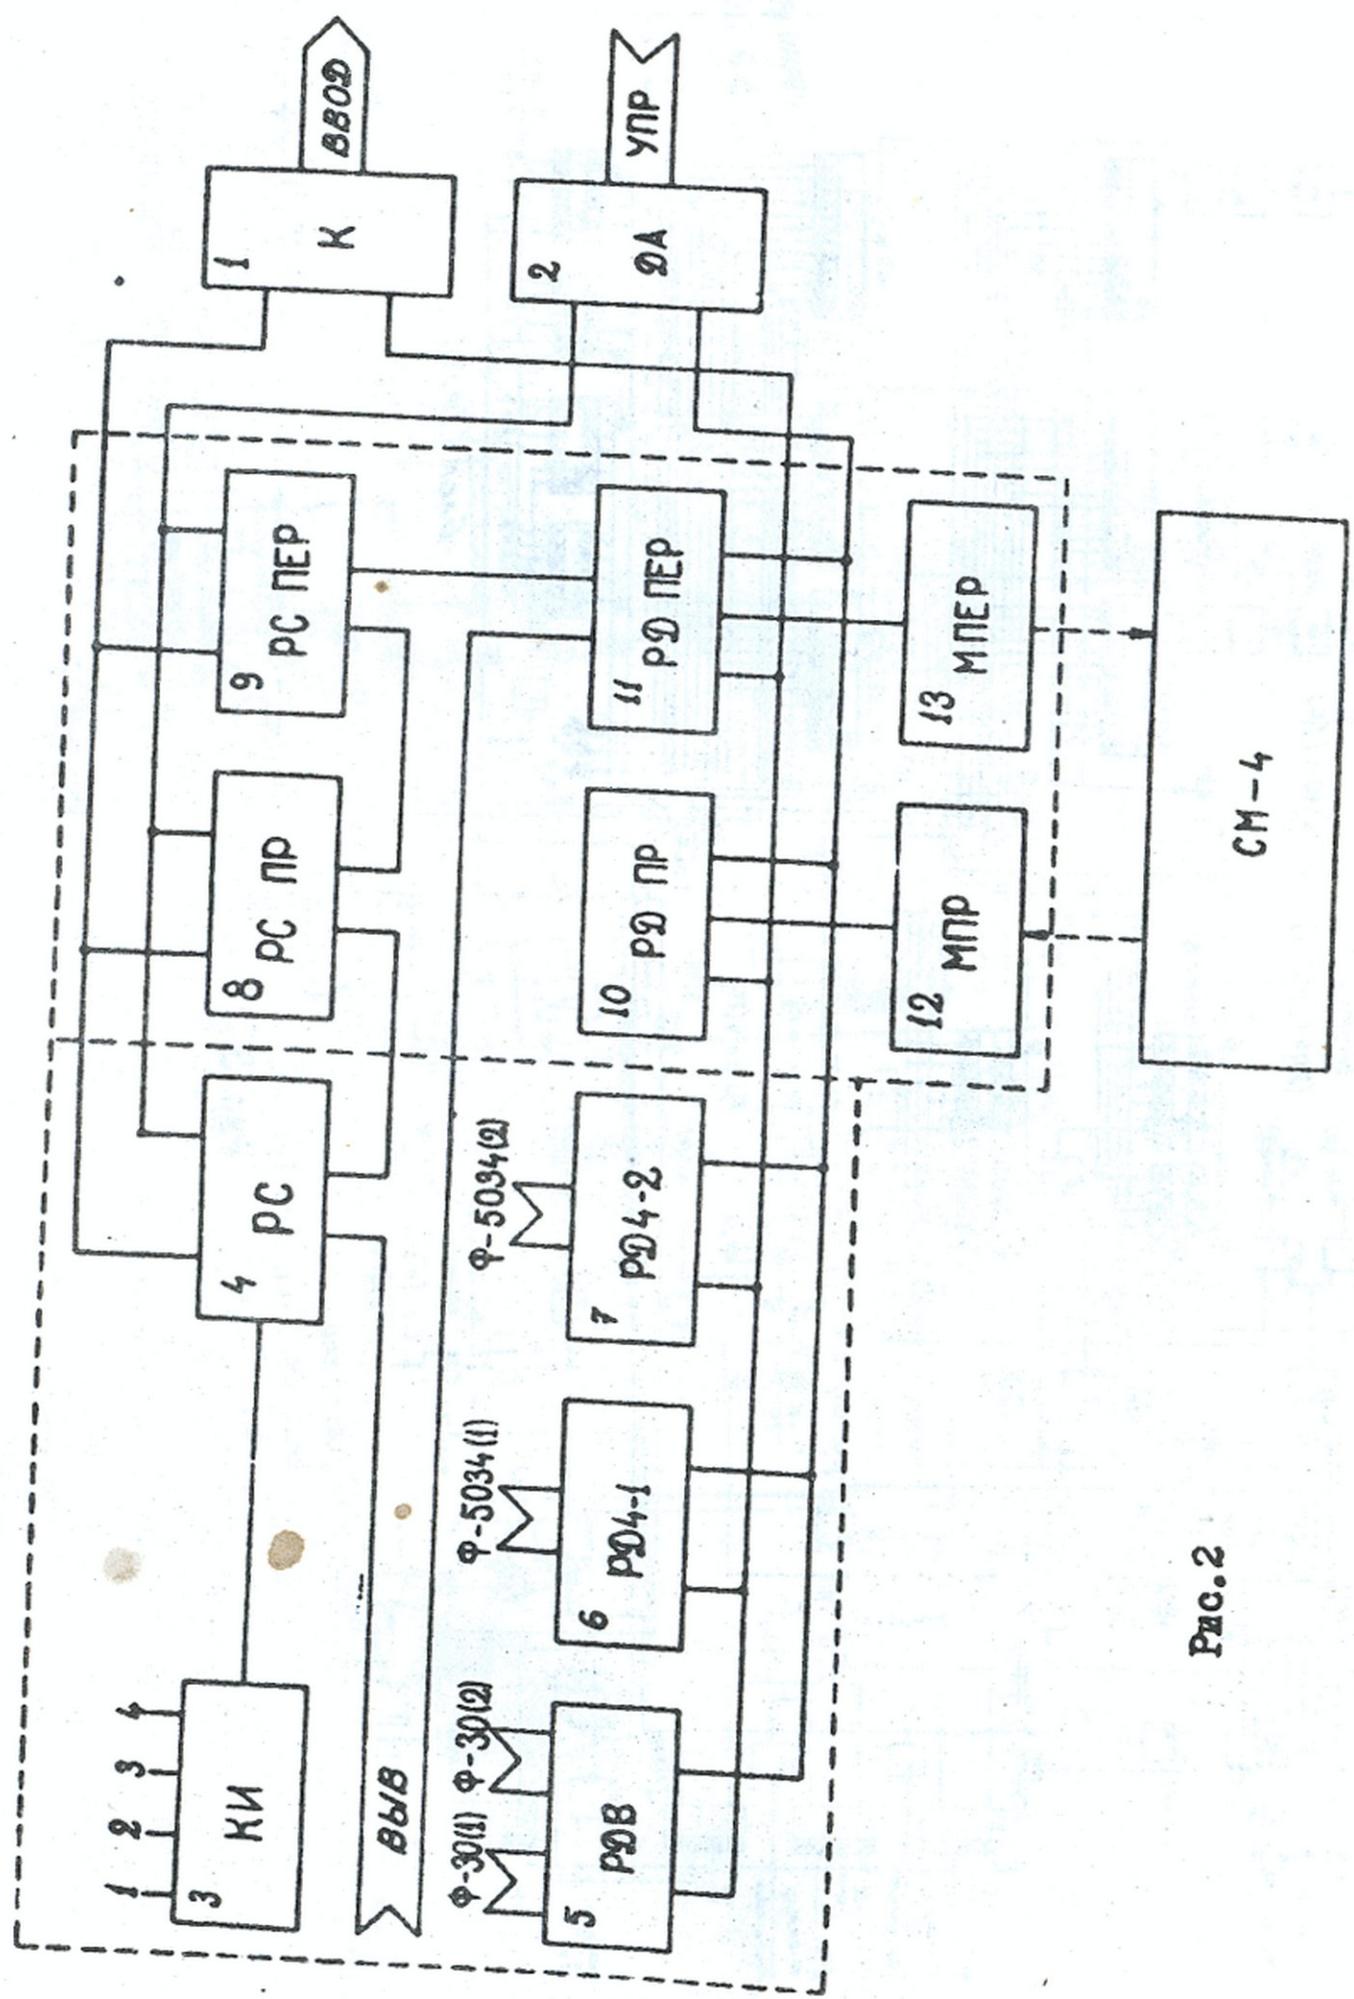 ВВОД
УПР
1
К
2
ДА
9
РС ПЕР
8
РС ПР
4
РС
1 2 3 4
3
КИ
ВЫВ
11
РД ПЕР
10
РД ПР
13
МПЕР
12
МПР
СМ-4
Ф-5034(2)
7
РД4-2
Ф-5034(1)
6
РД4-1
Ф-30(1)
Ф-30(2)
5
РДВ
Рис.2